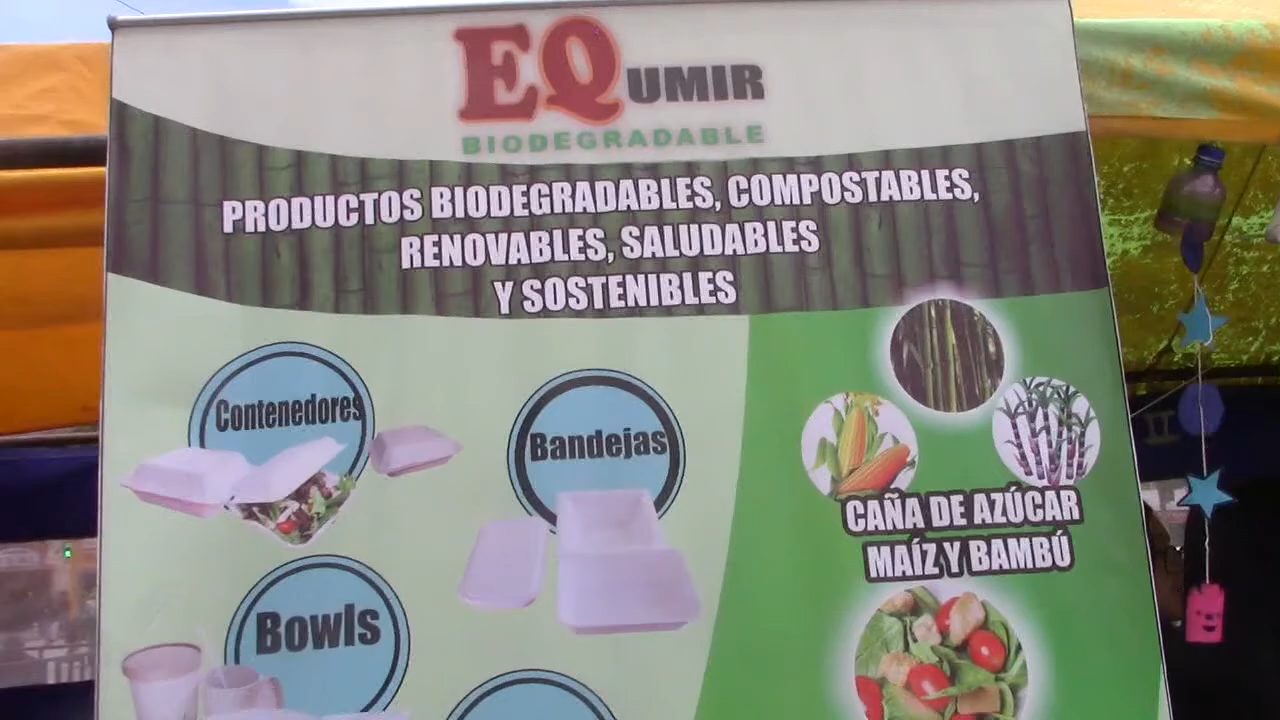 EQUMIR
BIODEGRADABLE
PRODUCTOS BIODEGRADABLES, COMPOSTABLES,
RENOVABLES, SALUDABLES
Y SOSTENIBLES
Contenedores
Bandejas
CAÑA DE AZÚCAR
MAÍZ Y BAMBÚ
Bowls